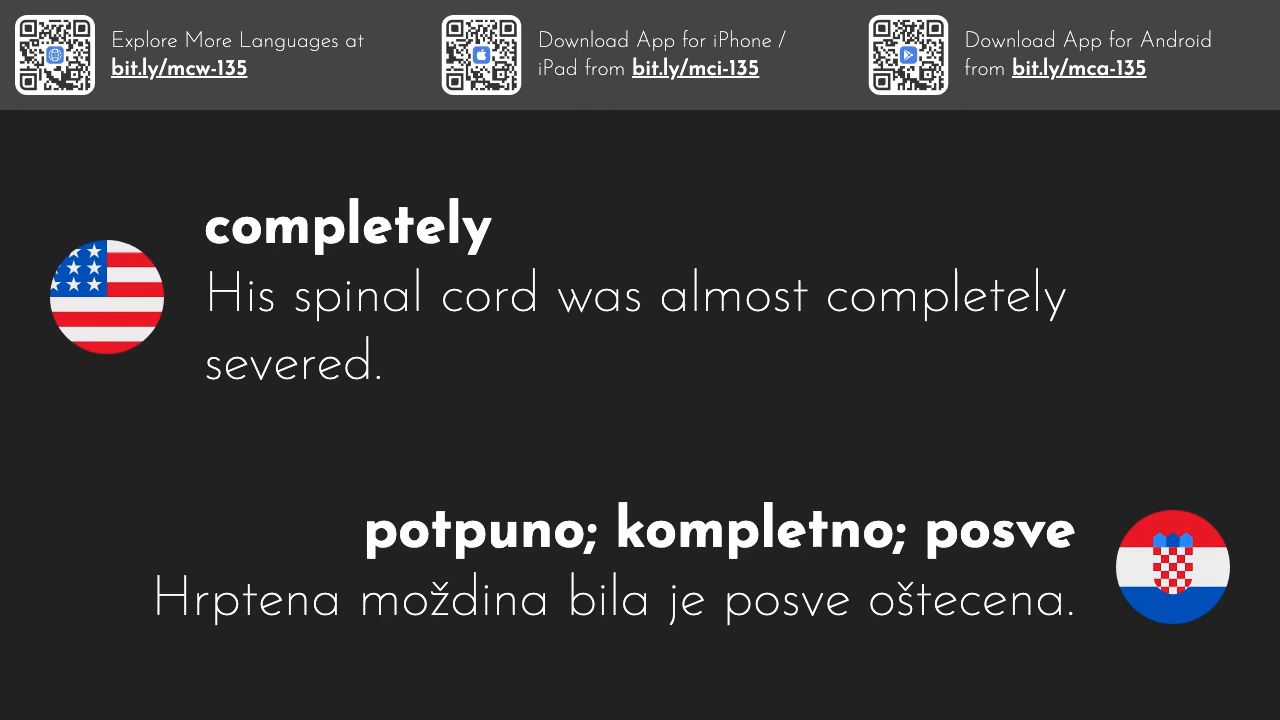 Explore More Languages at
bit.ly/mcw-135
Download App for iPhone /
iPad from bit.ly/mci-135
Download App for Android
from bit.ly/mca-135
completely
His spinal cord was almost completely
severed.
potpuno; kompletno; posve
Hrptena moždina bila je posve oštecena.